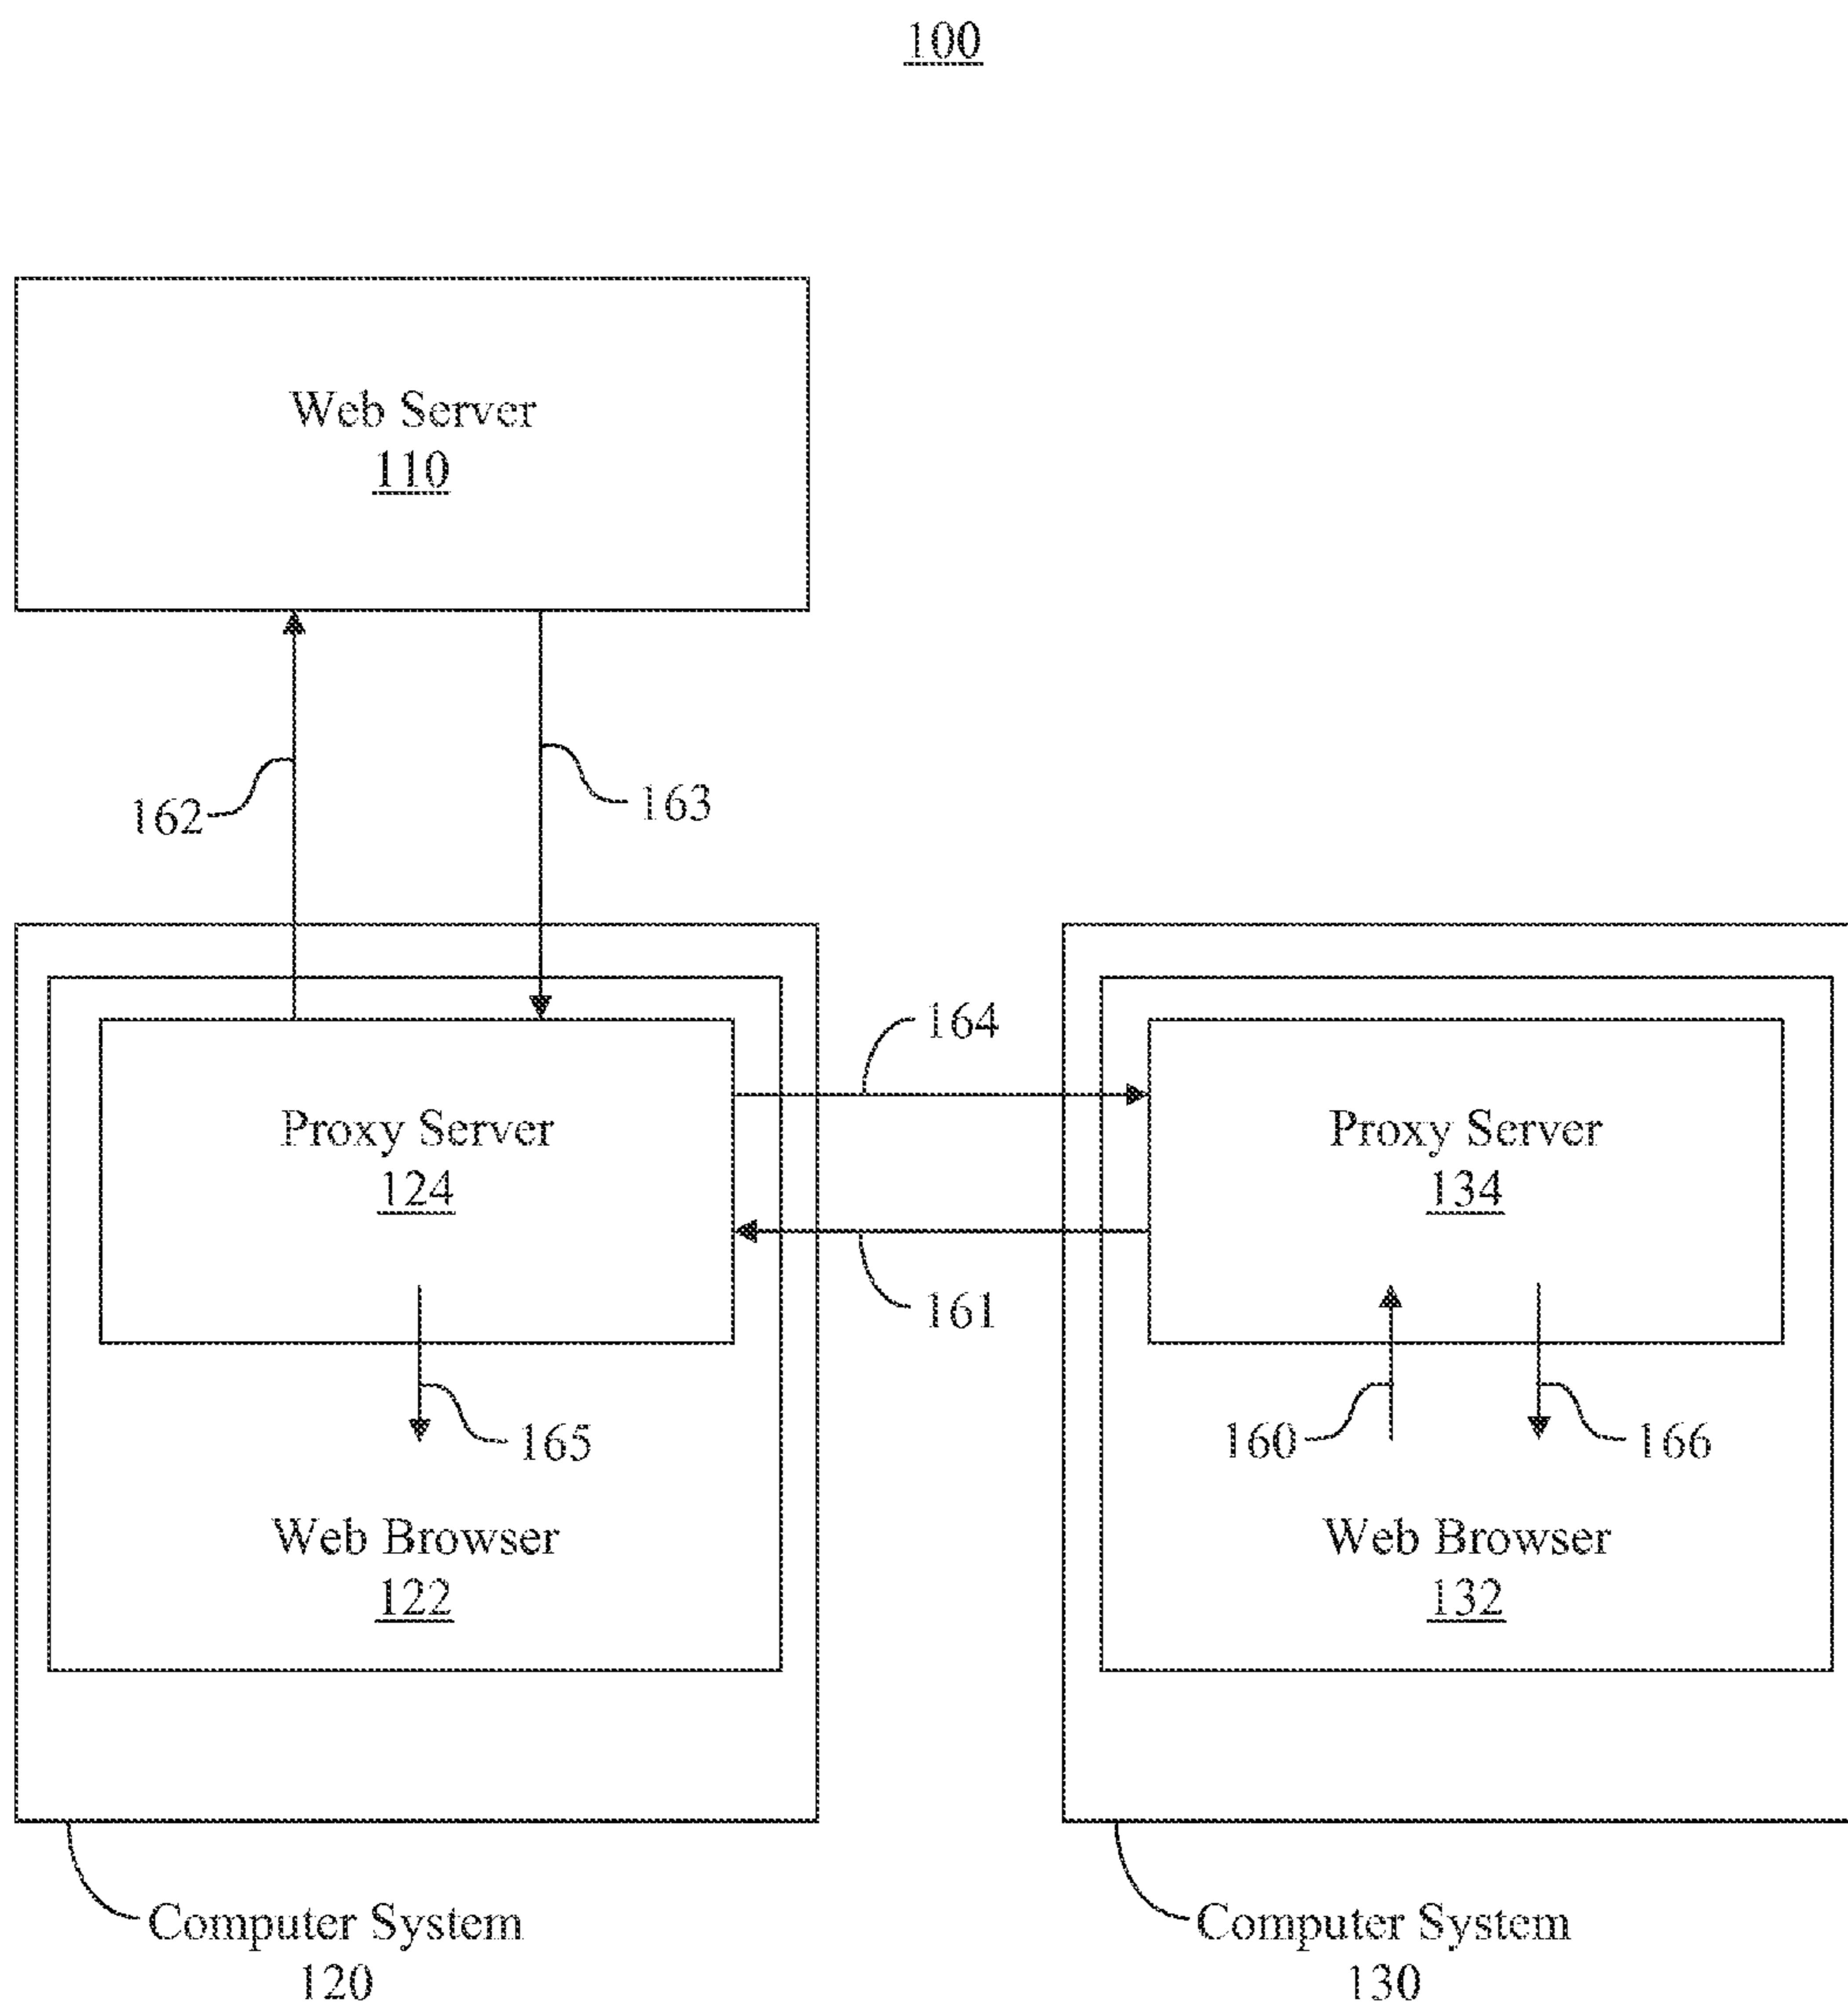 100
Web Server
110
162
163
164
Proxy Server
124
Proxy Server
134
161
165
160
166
Web Browser
122
Web Browser
132
Computer System
120
Computer System
130